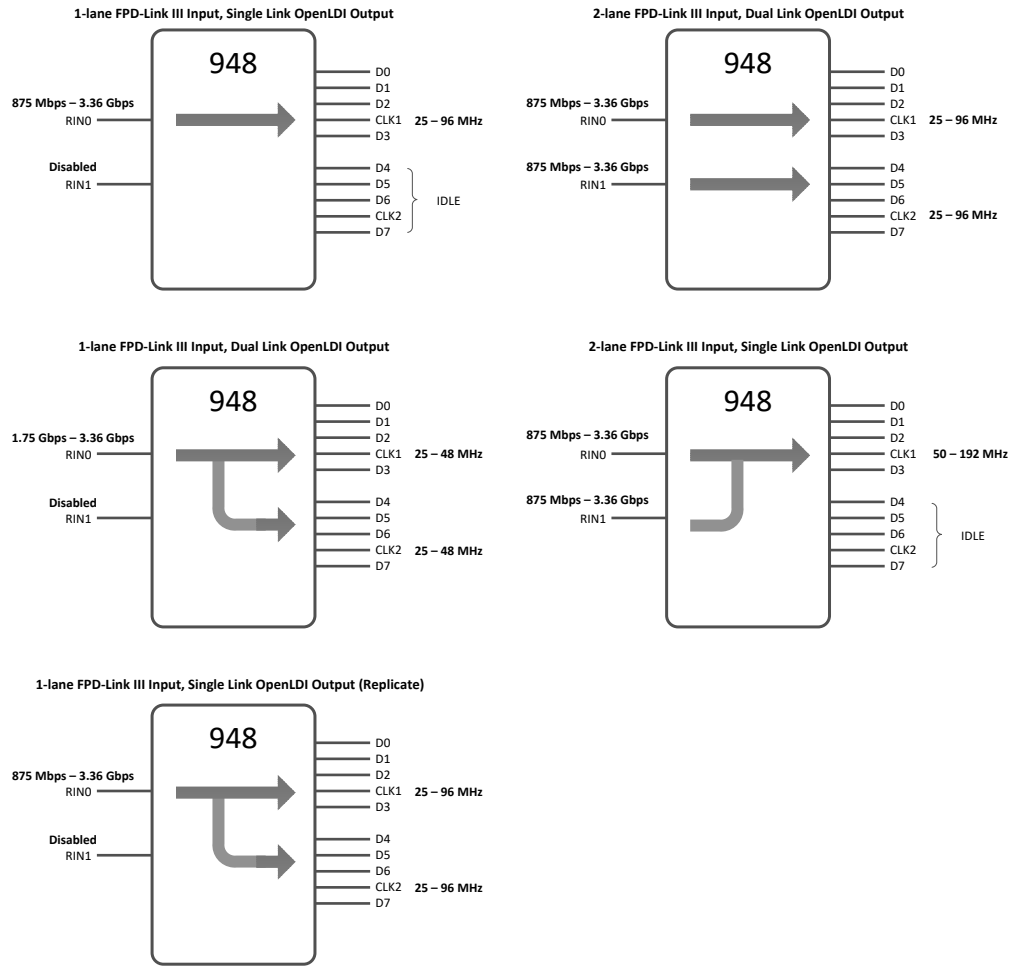 1-lane FPD-Link III Input, Single Link OpenLDI Output
948
875 Mbps – 3.36 Gbps
RIN0
Disabled
RIN1
D0
D1
D2
CLK1 25 – 96 MHz
D3
D4
D5
D6
CLK2
D7
IDLE
2-lane FPD-Link III Input, Dual Link OpenLDI Output
948
875 Mbps – 3.36 Gbps
RIN0
875 Mbps – 3.36 Gbps
RIN1
D0
D1
D2
CLK1 25 – 96 MHz
D3
D4
D5
D6
CLK2 25 – 96 MHz
D7
1-lane FPD-Link III Input, Dual Link OpenLDI Output
948
1.75 Gbps – 3.36 Gbps
RIN0
Disabled
RIN1
D0
D1
D2
CLK1 25 – 48 MHz
D3
D4
D5
D6
CLK2 25 – 48 MHz
D7
2-lane FPD-Link III Input, Single Link OpenLDI Output
948
875 Mbps – 3.36 Gbps
RIN0
875 Mbps – 3.36 Gbps
RIN1
D0
D1
D2
CLK1 50 – 192 MHz
D3
D4
D5
D6
CLK2
D7
IDLE
1-lane FPD-Link III Input, Single Link OpenLDI Output (Replicate)
948
875 Mbps – 3.36 Gbps
RIN0
Disabled
RIN1
D0
D1
D2
CLK1 25 – 96 MHz
D3
D4
D5
D6
CLK2 25 – 96 MHz
D7